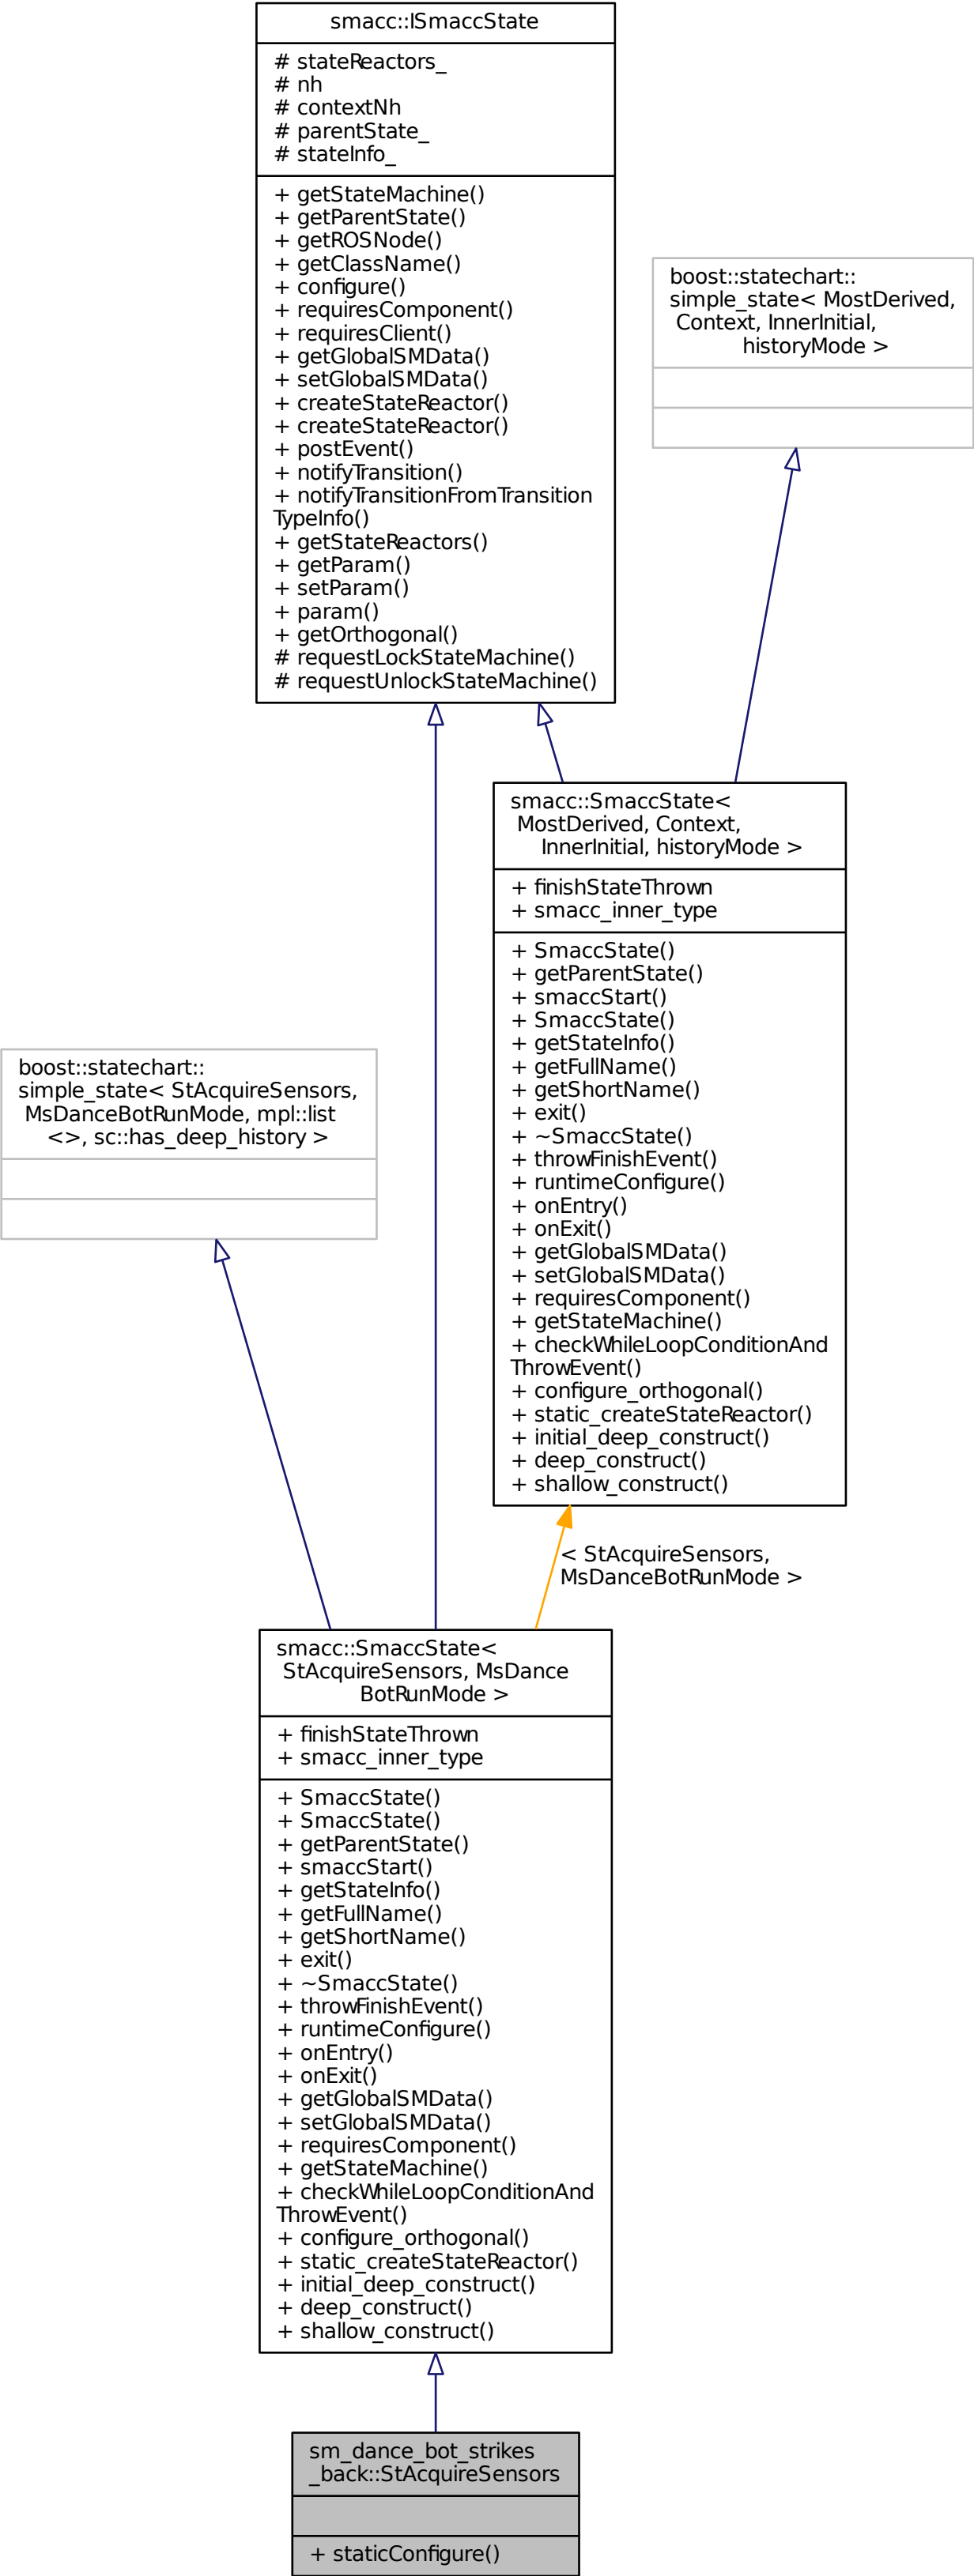 smacc::ISmaccState
# stateReactors_
# nh
# contextNh
# parentState_
# stateInfo_
+ getStateMachine()
+ getParentState()
+ getROSNode()
+ getClassName()
+ configure()
+ requiresComponent()
+ requiresClient()
+ getGlobalSMData()
+ setGlobalSMData()
+ createStateReactor()
+ createStateReactor()
+ postEvent()
+ notifyTransition()
+ notifyTransitionFromTransition
TypeInfo()
+ getStateReactors()
+ getParam()
+ setParam()
+ param()
+ getOrthogonal()
# requestLockStateMachine()
# requestUnlockStateMachine()
boost::statechart::
simple_state< MostDerived,
Context, InnerInitial,
historyMode >
smacc::SmaccState<
MostDerived, Context,
InnerInitial, historyMode >
+ finishStateThrown
+ smacc_inner_type
+ SmaccState()
+ getParentState()
+ smaccStart()
+ SmaccState()
+ getStateInfo()
+ getFullName()
+ getShortName()
+ exit()
+ ~SmaccState()
+ throwFinishEvent()
+ runtimeConfigure()
+ onEntry()
+ onExit()
+ getGlobalSMData()
+ setGlobalSMData()
+ requiresComponent()
+ getStateMachine()
+ checkWhileLoopConditionAnd
ThrowEvent()
+ configure_orthogonal()
+ static_createStateReactor()
+ initial_deep_construct()
+ deep_construct()
+ shallow_construct()
boost::statechart::
simple_state< StAcquireSensors,
MsDanceBotRunMode, mpl::list
<>, sc::has_deep_history >
< StAcquireSensors,
MsDanceBotRunMode >
smacc::SmaccState<
StAcquireSensors, MsDance
BotRunMode >
+ finishStateThrown
+ smacc_inner_type
+ SmaccState()
+ SmaccState()
+ getParentState()
+ smaccStart()
+ getStateInfo()
+ getFullName()
+ getShortName()
+ exit()
+ ~SmaccState()
+ throwFinishEvent()
+ runtimeConfigure()
+ onEntry()
+ onExit()
+ getGlobalSMData()
+ setGlobalSMData()
+ requiresComponent()
+ getStateMachine()
+ checkWhileLoopConditionAnd
ThrowEvent()
+ configure_orthogonal()
+ static_createStateReactor()
+ initial_deep_construct()
+ deep_construct()
+ shallow_construct()
sm_dance_bot_strikes
_back::StAcquireSensors
+ staticConfigure()